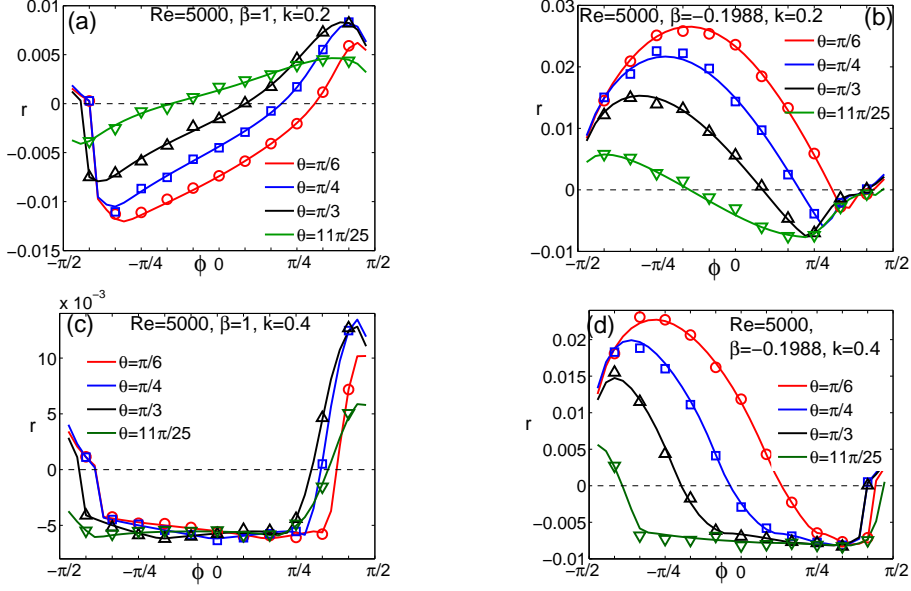 (a) Re=5000, β=1, k=0.2
0.01
0.005
0
−0.005
−0.01
−0.015
r
θ=π/6
θ=π/4
θ=π/3
θ=11π/25
−π/2 −π/4 ϕ 0 π/4 π/2
Re=5000, β=−0.1988, k=0.2 (b)
0.03
0.02
0.01
0
−0.01
r
θ=π/6
θ=π/4
θ=π/3
θ=11π/25
−π/2 −π/4 ϕ 0 π/4 π/2
x 10⁻³
(c) Re=5000, β=1, k=0.4
10
5
0
−5
r
θ=π/6
θ=π/4
θ=π/3
θ=11π/25
−π/2 −π/4 ϕ 0 π/4 π/2
(d) Re=5000,
β=−0.1988, k=0.4
0.02
0.015
0.01
0.005
0
−0.005
−0.01
r
θ=π/6
θ=π/4
θ=π/3
θ=11π/25
−π/2 −π/4 ϕ 0 π/4 π/2